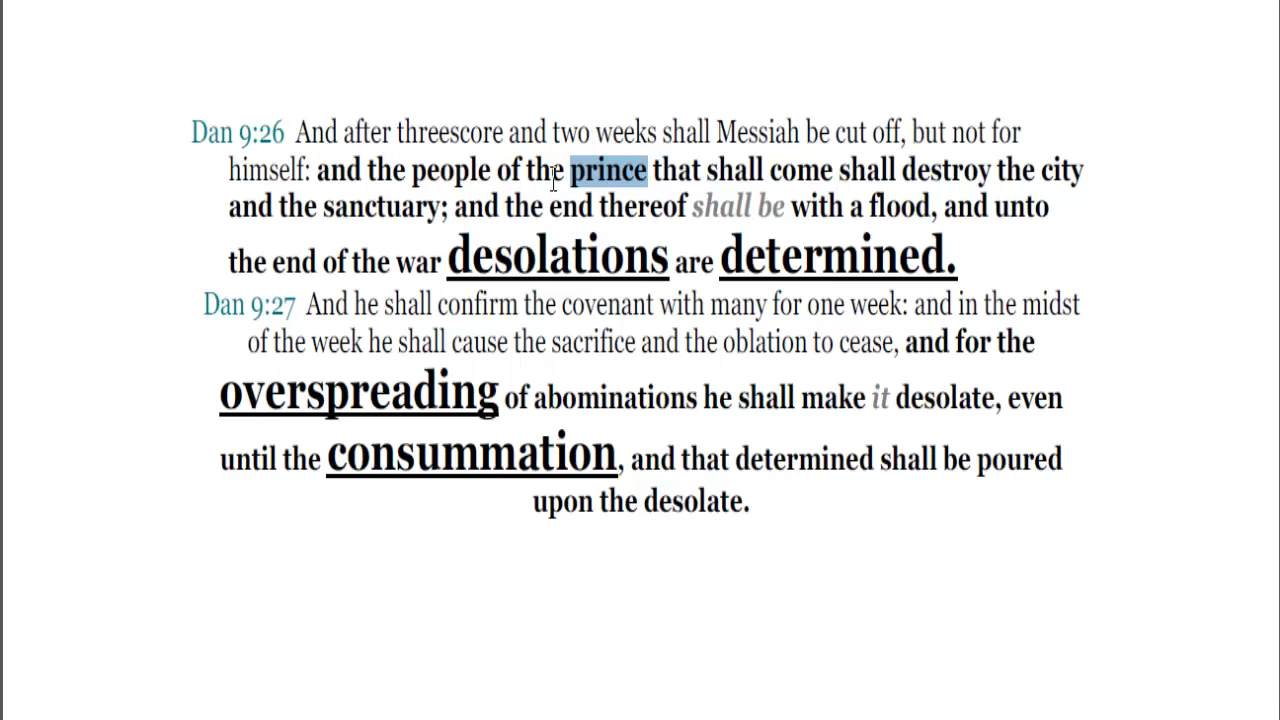 Dan 9:26 And after threescore and two weeks shall Messiah be cut off, but not for
himself: and the people of the prince that shall come shall destroy the city
and the sanctuary; and the end thereof shall be with a flood, and unto
the end of the war desolations are determined.
Dan 9:27 And he shall confirm the covenant with many for one week: and in the midst
of the week he shall cause the sacrifice and the oblation to cease, and for the
overspreading of abominations he shall make it desolate, even
until the consummation, and that determined shall be poured
upon the desolate.